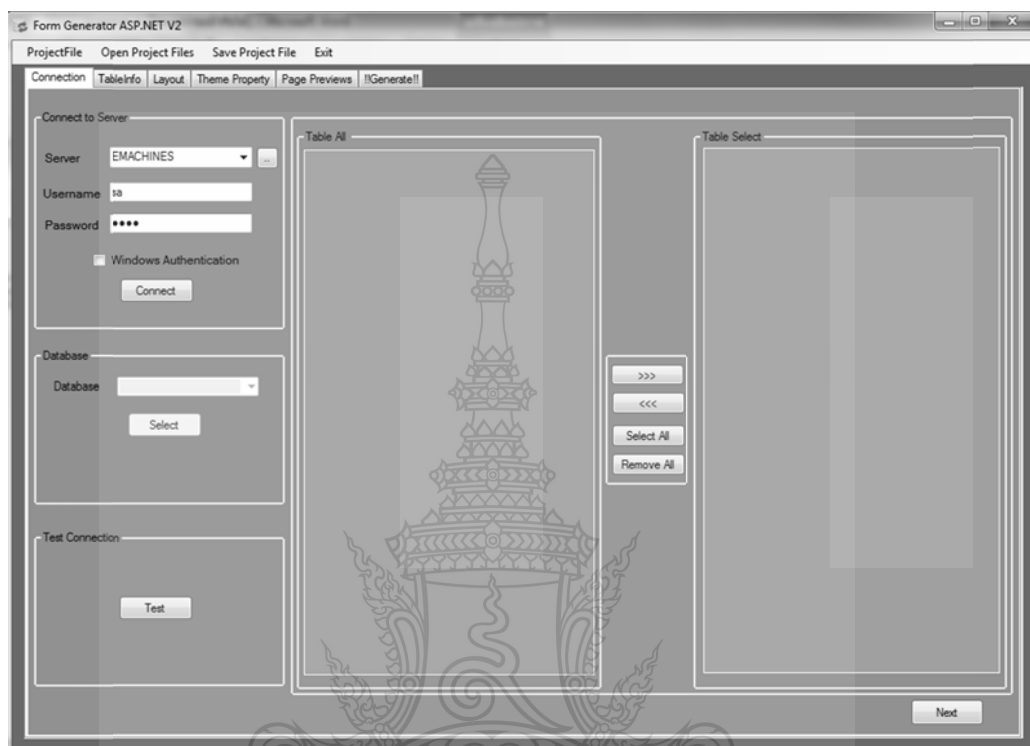 Form Generator ASP.NET V2
ProjectFile Open Project Files Save Project File Exit
Connection TableInfo Layout Theme Property Page Previews !!Generate!!
Connect to Server
Server EMACHINES ..
Username sa
Password ••••
Windows Authentication
Connect
Database
Database
Select
Test Connection
Test
Table All
>>>
<<<
Select All
Remove All
Table Select
Next